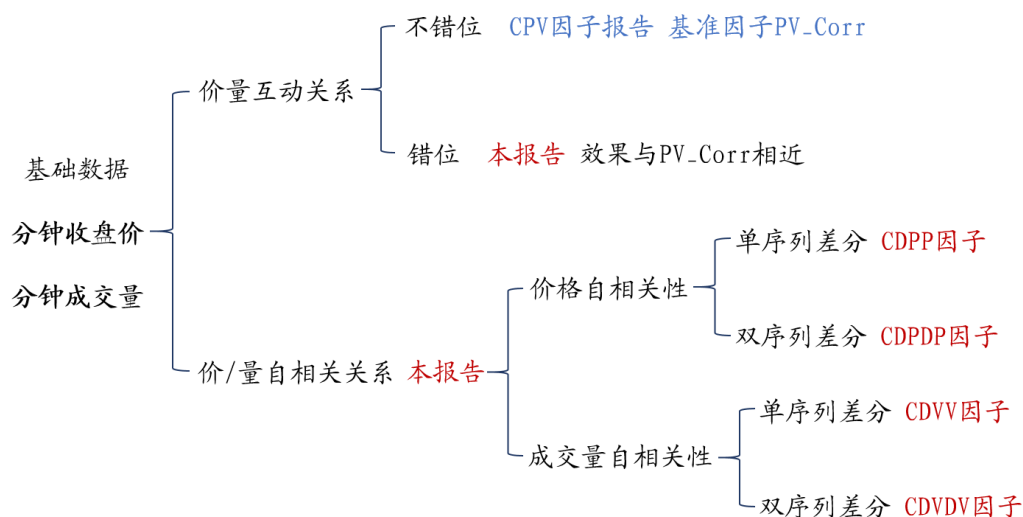 不错位 CPV因子报告 基准因子PV_Corr
价量互动关系
错位 本报告 效果与PV_Corr相近
基础数据
分钟收盘价
分钟成交量
单序列差分 CDPP因子
价格自相关性
双序列差分 CDPDP因子
价/量自相关关系 本报告
单序列差分 CDVV因子
成交量自相关性
双序列差分 CDVDV因子